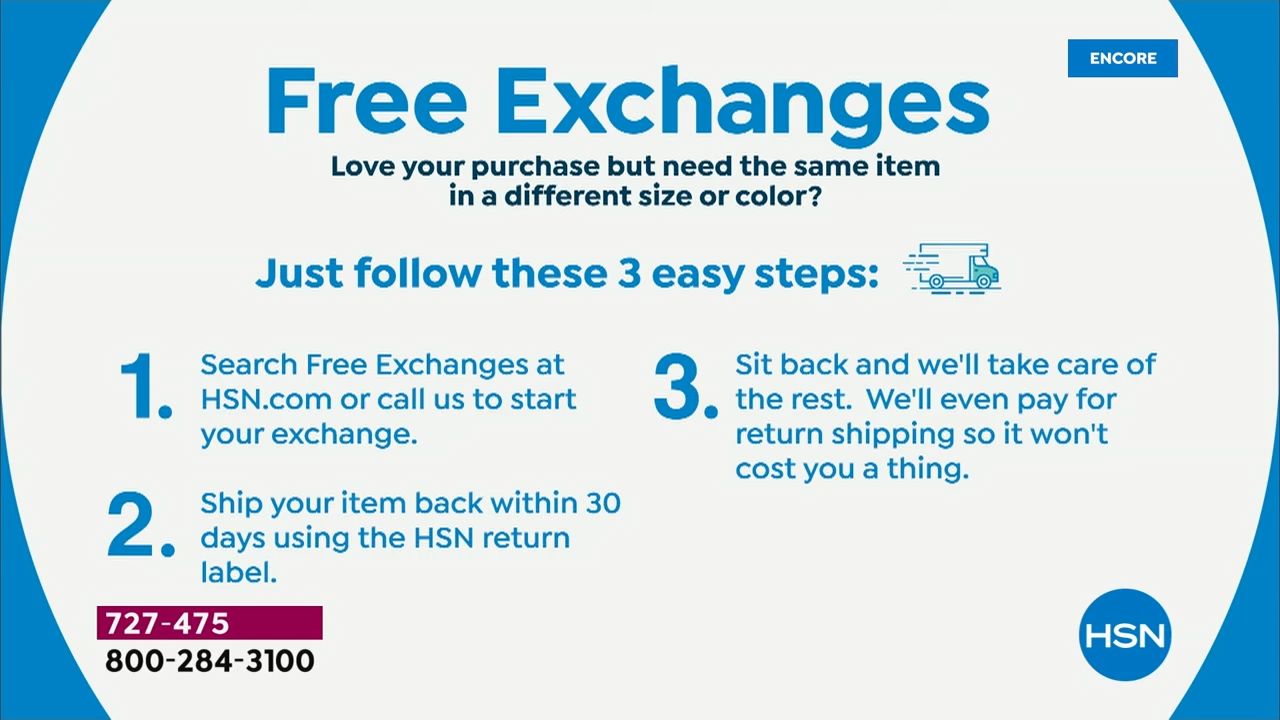 ENCORE
Free Exchanges
Love your purchase but need the same item
in a different size or color?
Just follow these 3 easy steps:
1. Search Free Exchanges at
HSN.com or call us to start
your exchange.
2. Ship your item back within 30
days using the HSN return
label.
3. Sit back and we'll take care of
the rest.  We'll even pay for
return shipping so it won't
cost you a thing.
727-475
800-284-3100
HSN